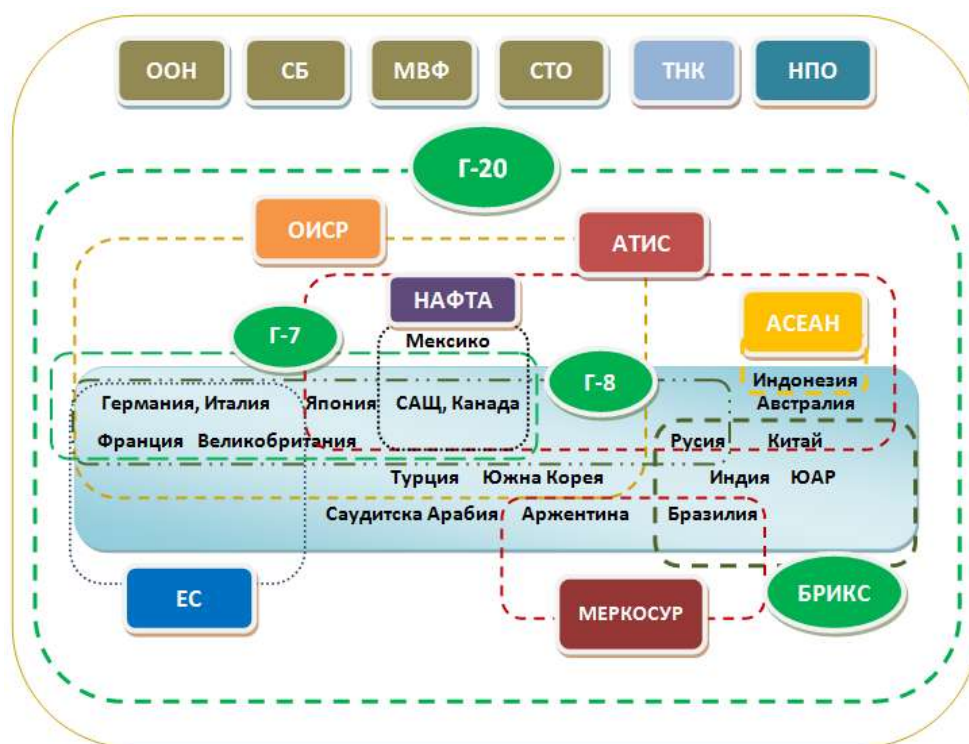 ООН СБ МВФ СТО ТНК НПО
Г-20
ОИСР АТИС
НАФТА
Г-7 Мексико АСЕАН
Г-8 Индонезия
Германия, Италия Япония САЩ, Канада Австралия
Франция Великобритания Русия Китай
Турция Южна Корея Индия ЮАР
Саудитска Арабия Аржентина Бразилия
ЕС МЕРКОСУР БРИКС